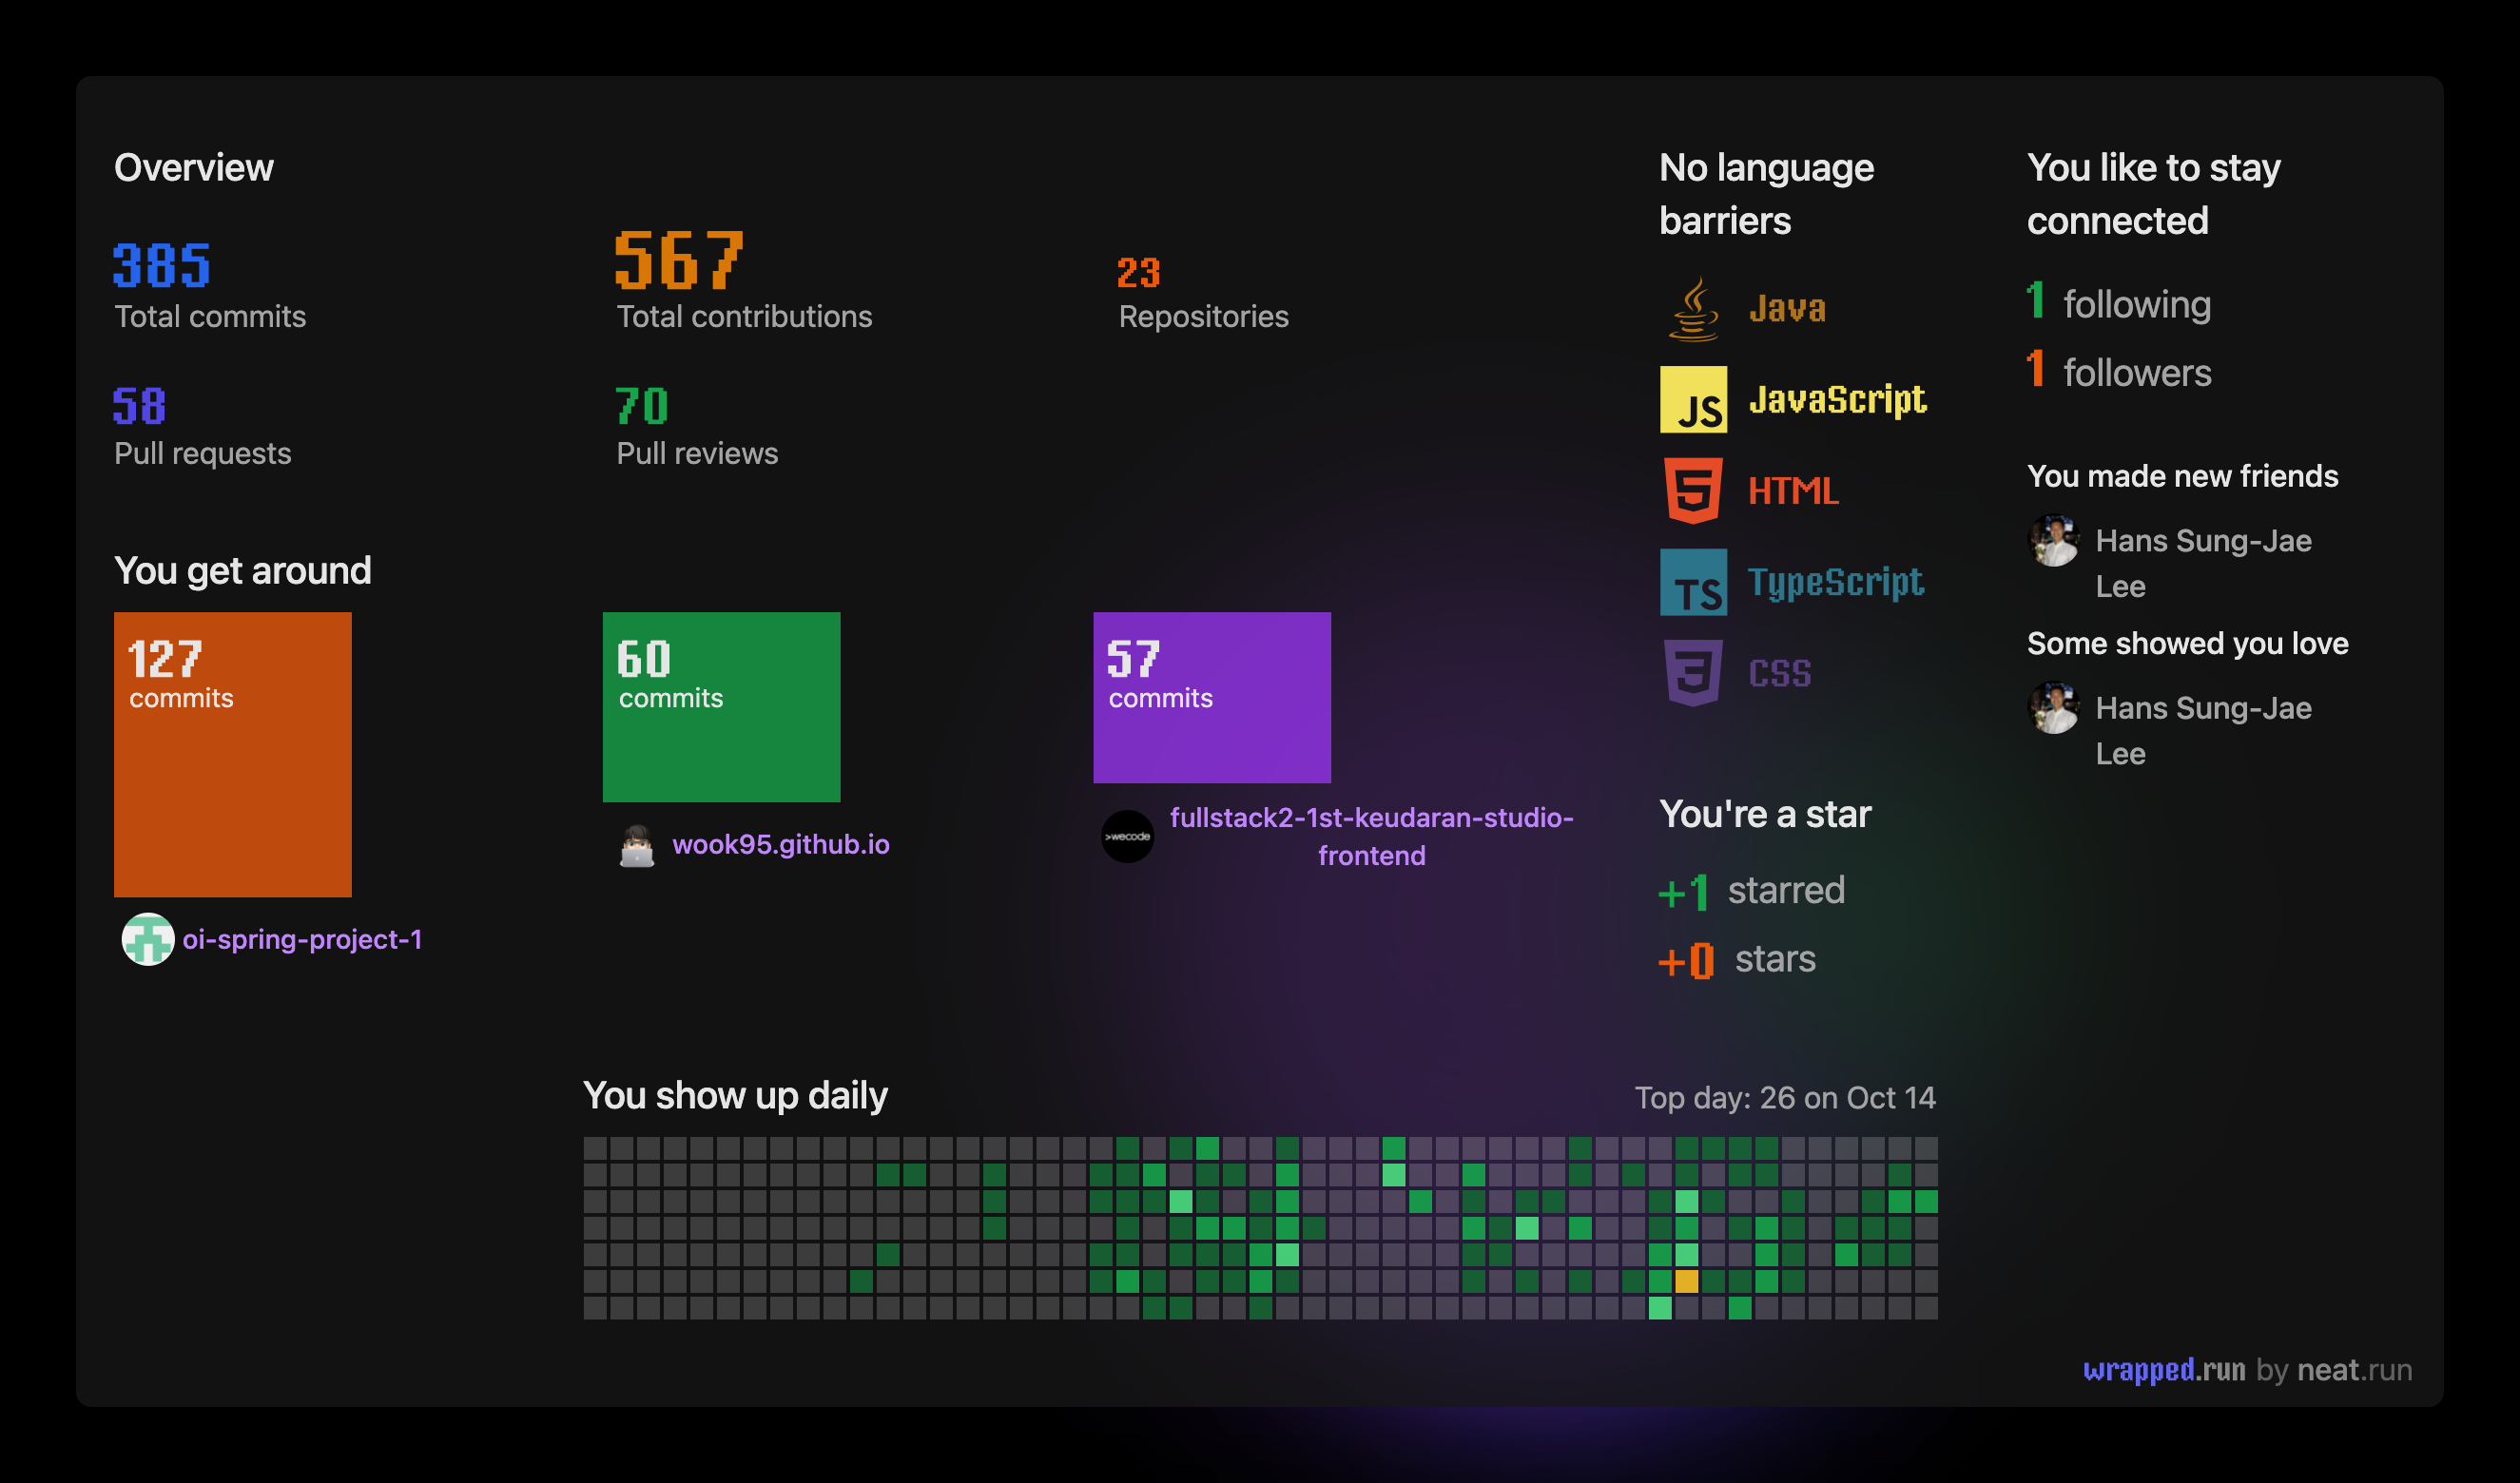 Overview
385
Total commits
567
Total contributions
23
Repositories
58
Pull requests
70
Pull reviews
You get around
127
commits
oi-spring-project-1
60
commits
wook95.github.io
57
commits
>wecode
fullstack2-1st-keudaran-studio-
frontend
No language
barriers
Java
JS JavaScript
HTML
TS TypeScript
CSS
You're a star
+1 starred
+0 stars
You like to stay
connected
1 following
1 followers
You made new friends
Hans Sung-Jae
Lee
Some showed you love
Hans Sung-Jae
Lee
You show up daily
Top day: 26 on Oct 14
wrapped.run by neat.run